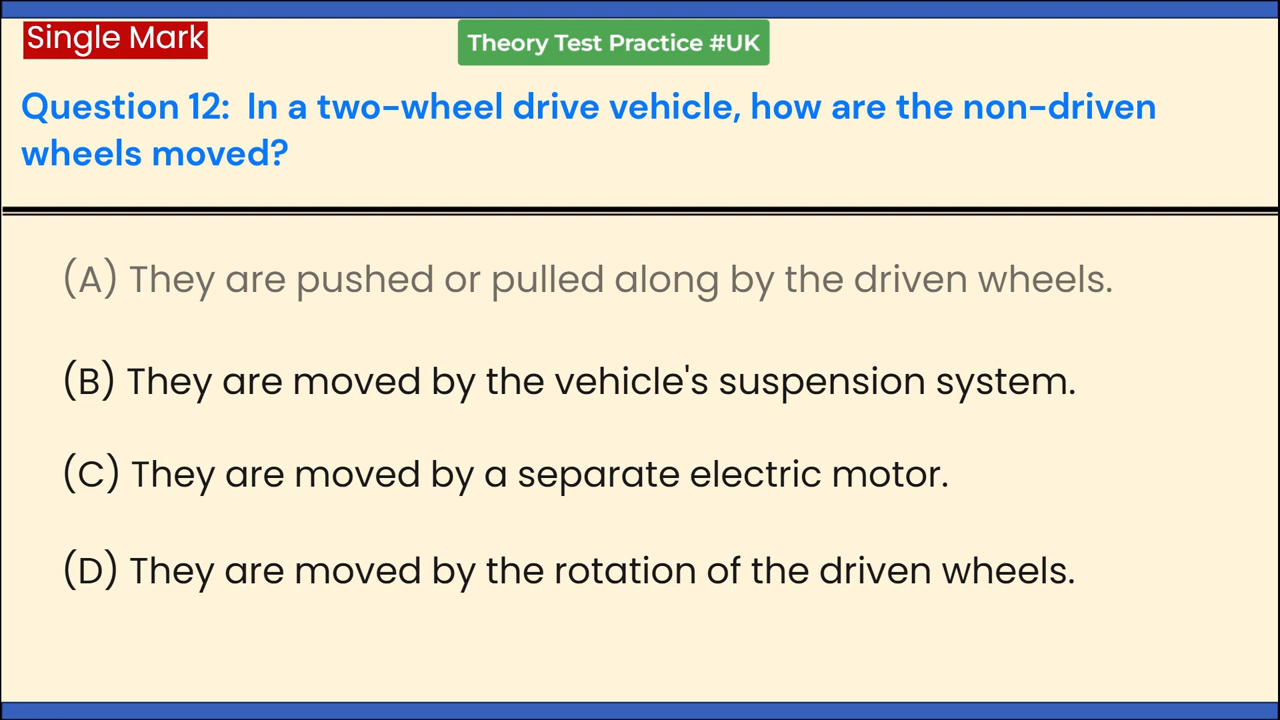 Single Mark
Theory Test Practice #UK
Question 12: In a two-wheel drive vehicle, how are the non-driven
wheels moved?
(A) They are pushed or pulled along by the driven wheels.
(B) They are moved by the vehicle's suspension system.
(C) They are moved by a separate electric motor.
(D) They are moved by the rotation of the driven wheels.